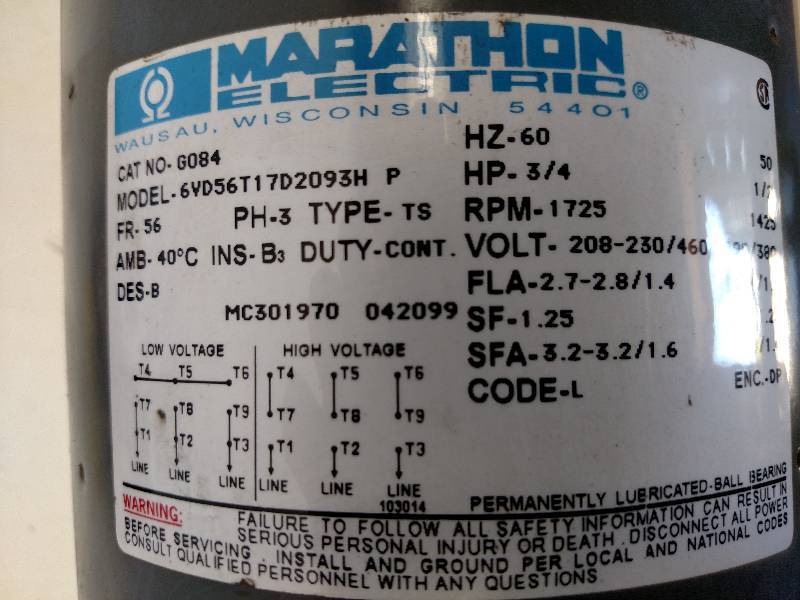 MARATHON
ELECTRIC®
WAUSAU, WISCONSIN 54401
CAT NO- G084
MODEL- 6VD56T17D2093H P
FR- 56 PH-3 TYPE- TS
AMB- 40°C INS- B3 DUTY-CONT.
DES-B
MC301970 042099
HZ-60 50
HP- 3/4
RPM-1725 1425
VOLT- 208-230/460
FLA-2.7-2.8/1.4
SF-1.25
SFA-3.2-3.2/1.6
CODE-L ENC.-DP
LOW VOLTAGE HIGH VOLTAGE
T4 T5 T6 T4 T5 T6
T7 T8 T9 T7 T8 T9
T1 T2 T3 T1 T2 T3
LINE LINE LINE LINE LINE LINE
103014
PERMANENTLY LUBRICATED-BALL BEARING
WARNING: FAILURE TO FOLLOW ALL SAFETY INFORMATION CAN RESULT IN
SERIOUS PERSONAL INJURY OR DEATH. DISCONNECT ALL POWER
BEFORE SERVICING. INSTALL AND GROUND PER LOCAL AND NATIONAL CODES
CONSULT QUALIFIED PERSONNEL WITH ANY QUESTIONS.